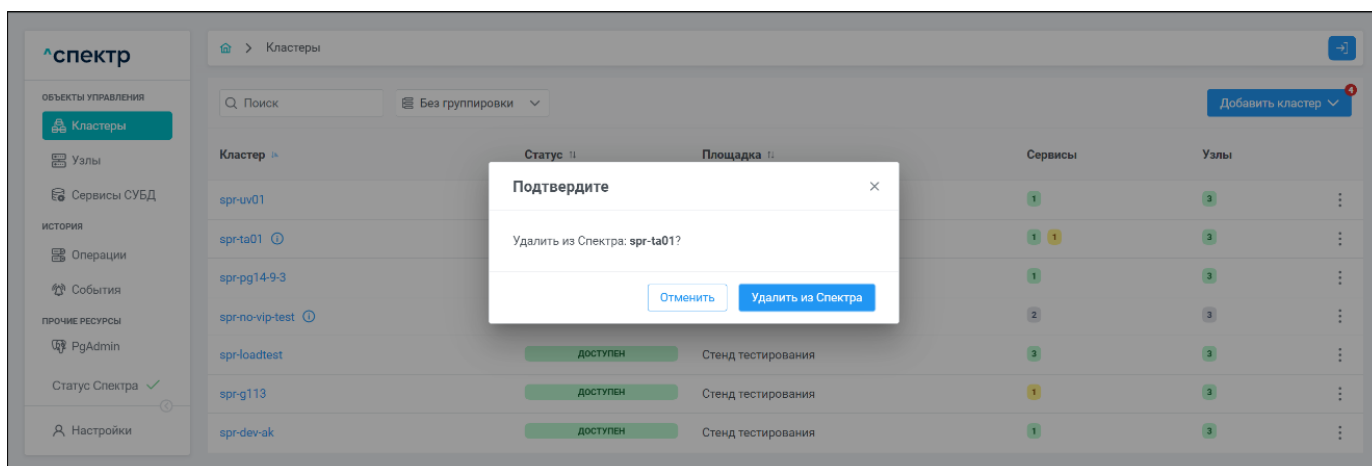 ^спектр
Кластеры
ОБЪЕКТЫ УПРАВЛЕНИЯ
Кластеры
Узлы
Сервисы СУБД
ИСТОРИЯ
Операции
События
ПРОЧИЕ РЕСУРСЫ
PgAdmin
Статус Спектра
Настройки
Поиск
Без группировки
Добавить кластер
4
Кластер Статус Площадка Сервисы Узлы
spr-uv01 1 3
spr-ta01 1 1 3
spr-pg14-9-3 1 3
spr-no-vip-test 2 3
spr-loadtest ДОСТУПЕН Стенд тестирования 3 3
spr-g113 ДОСТУПЕН Стенд тестирования 1 3
spr-dev-ak ДОСТУПЕН Стенд тестирования 1 3
Подтвердите
Удалить из Спектра: spr-ta01?
Отменить Удалить из Спектра